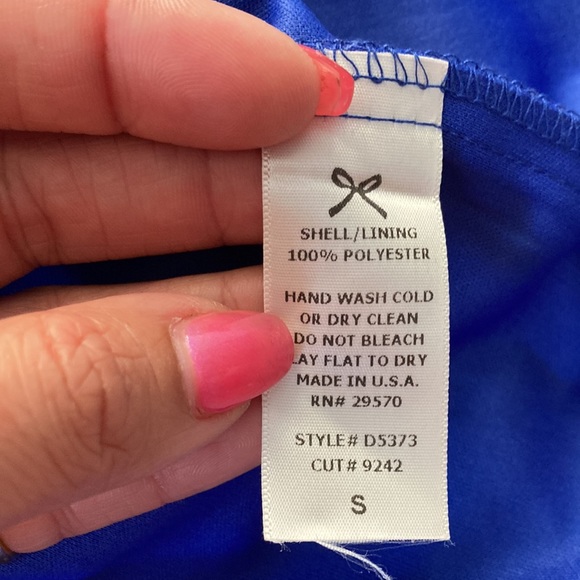 SHELL/LINING
100% POLYESTER
HAND WASH COLD
OR DRY CLEAN
DO NOT BLEACH
LAY FLAT TO DRY
MADE IN U.S.A.
RN# 29570
STYLE# D5373
CUT# 9242
S